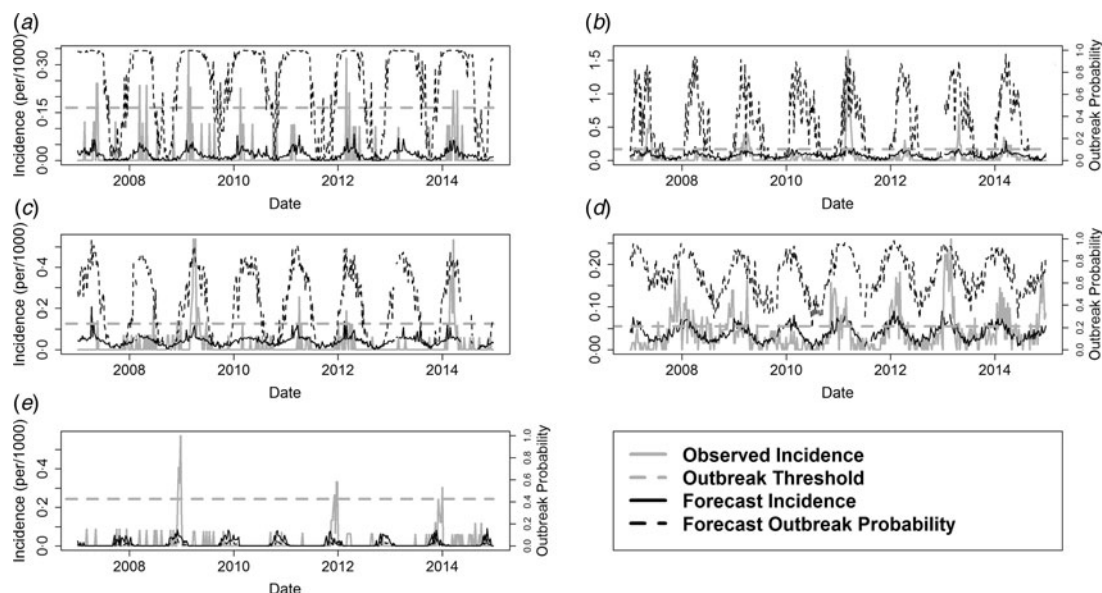 (a)
(b)
Incidence (per/1000)
0·00 0·15 0·30
2008 2010 2012 2014
Date
0·0 0·5 1·0 1·5
2008 2010 2012 2014
Date
0.0 0.2 0.4 0.6 0.8 1.0
Outbreak Probability
(c)
(d)
Incidence (per/1000)
0·0 0·2 0·4
2008 2010 2012 2014
Date
0·00 0·10 0·20
2008 2010 2012 2014
Date
0.0 0.2 0.4 0.6 0.8 1.0
Outbreak Probability
(e)
Incidence (per/1000)
0·0 0·2 0·4
2008 2010 2012 2014
Date
0.0 0.2 0.4 0.6 0.8 1.0
Outbreak Probability
Observed Incidence
Outbreak Threshold
Forecast Incidence
Forecast Outbreak Probability